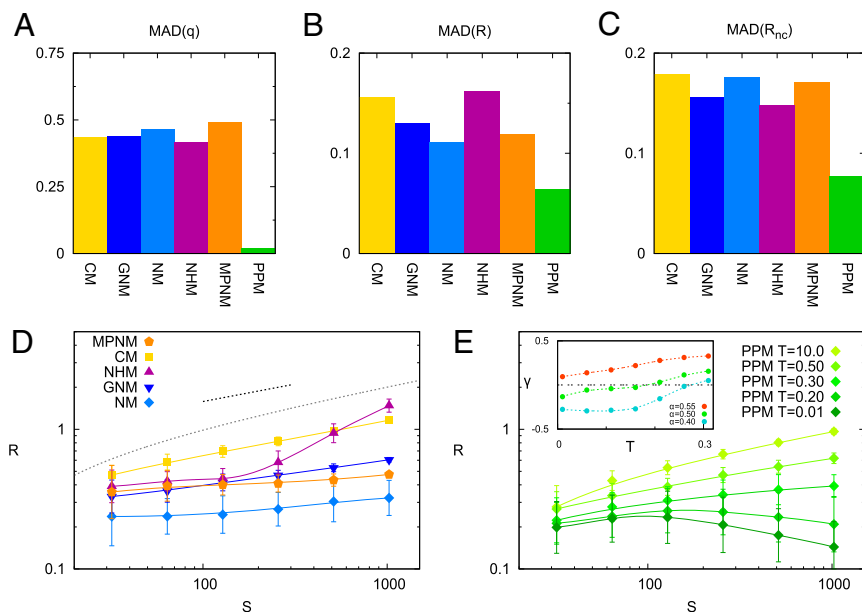 A
MAD(q)
0.75
0.5
0.25
0
CM
GNM
NM
NHM
MPNM
PPM
B
MAD(R)
0.2
0.1
0
CM
GNM
NM
NHM
MPNM
PPM
C
MAD(Rnc)
0.2
0.1
0
CM
GNM
NM
NHM
MPNM
PPM
D
MPNM
CM
NHM
GNM
NM
R
1
0.1
100
1000
S
E
PPM T=10.0
PPM T=0.50
PPM T=0.30
PPM T=0.20
PPM T=0.01
0.5
γ
-0.5
α=0.55
α=0.50
α=0.40
0
T
0.3
R
1
0.1
100
1000
S